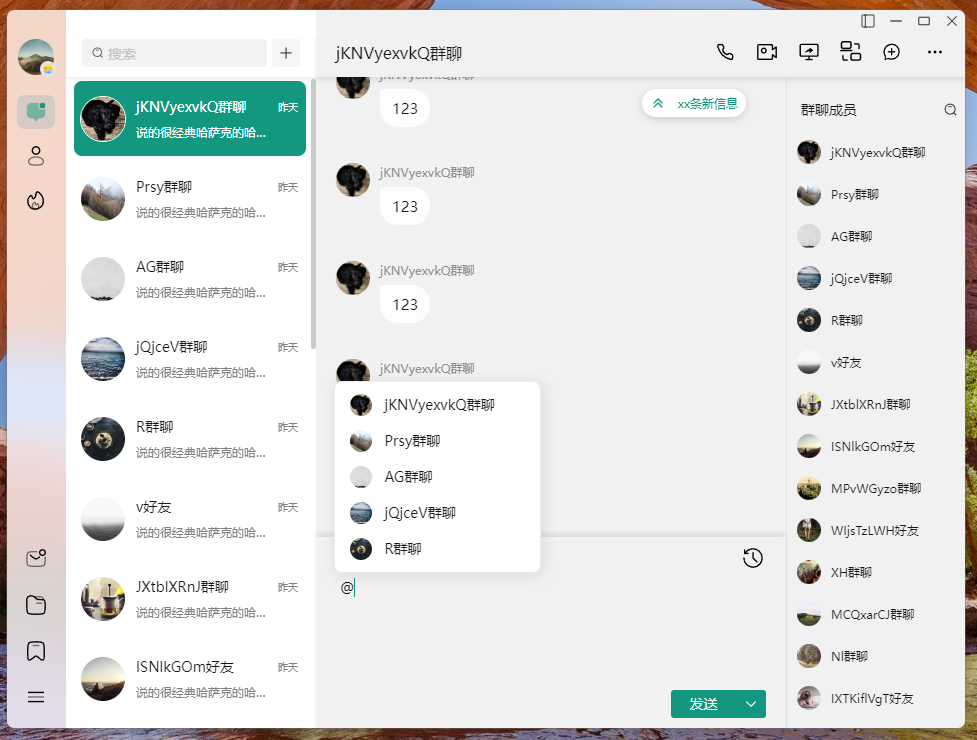 搜索
jKNVyexvkQ群聊
昨天
说的很经典哈萨克的哈...
Prsy群聊
昨天
说的很经典哈萨克的哈...
AG群聊
昨天
说的很经典哈萨克的哈...
jQjceV群聊
昨天
说的很经典哈萨克的哈...
R群聊
昨天
说的很经典哈萨克的哈...
v好友
昨天
说的很经典哈萨克的哈...
JXtblXRnJ群聊
昨天
说的很经典哈萨克的哈...
ISNlkGOm好友
昨天
说的很经典哈萨克的哈...
jKNVyexvkQ群聊
jKNVyexvkQ群聊
123
xx条新信息
jKNVyexvkQ群聊
123
jKNVyexvkQ群聊
123
jKNVyexvkQ群聊
jKNVyexvkQ群聊
Prsy群聊
AG群聊
jQjceV群聊
R群聊
@
发送
群聊成员
jKNVyexvkQ群聊
Prsy群聊
AG群聊
jQjceV群聊
R群聊
v好友
JXtblXRnJ群聊
ISNlkGOm好友
MPvWGyzo群聊
WljsTzLWH好友
XH群聊
MCQxarCJ群聊
Nl群聊
IXTKiflVgT好友